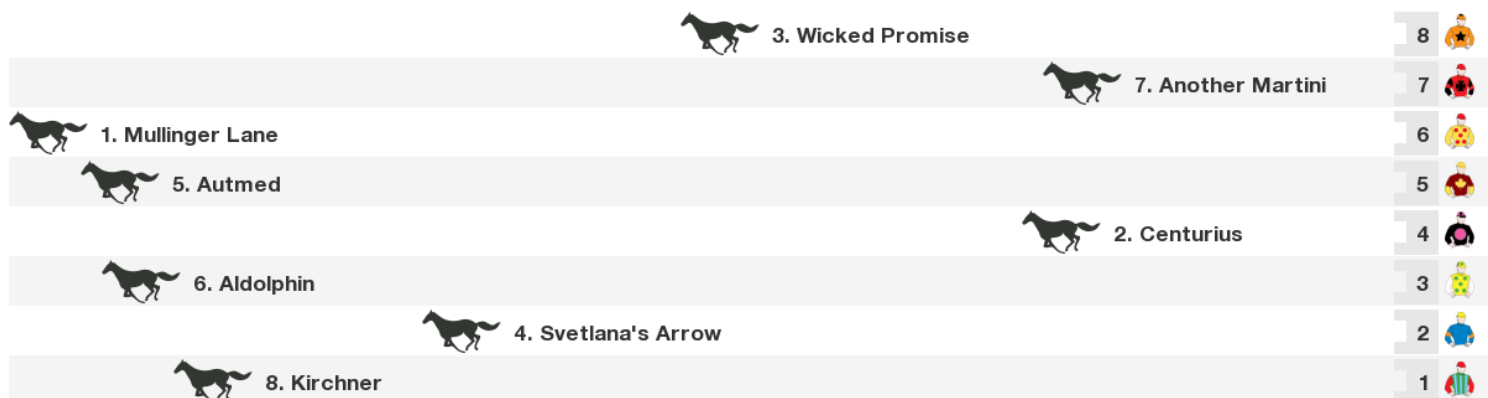 3. Wicked Promise 8
7. Another Martini 7
1. Mullinger Lane 6
5. Autmed 5
2. Centurius 4
6. Aldolphin 3
4. Svetlana's Arrow 2
8. Kirchner 1